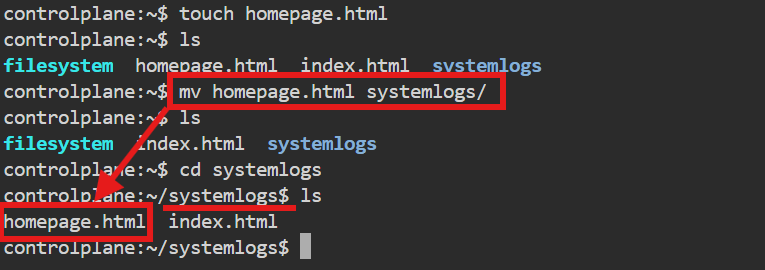 controlplane:~$ touch homepage.html
controlplane:~$ ls
filesystem  homepage.html  index.html  systemlogs
controlplane:~$ mv homepage.html systemlogs/
controlplane:~$ ls
filesystem  index.html  systemlogs
controlplane:~$ cd systemlogs
controlplane:~/systemlogs$ ls
homepage.html  index.html
controlplane:~/systemlogs$